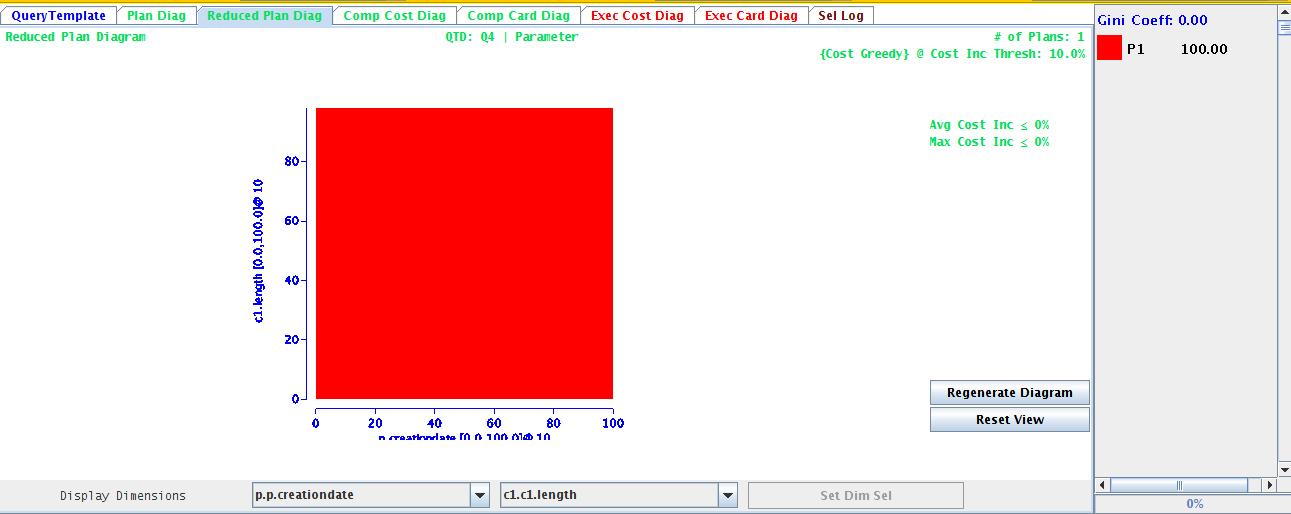 QueryTemplate
Plan Diag
Reduced Plan Diag
Comp Cost Diag
Comp Card Diag
Exec Cost Diag
Exec Card Diag
Sel Log
Reduced Plan Diagram
QTD: Q4 | Parameter
# of Plans: 1
{Cost Greedy} @ Cost Inc Thresh: 10.0%
Avg Cost Inc ≤ 0%
Max Cost Inc ≤ 0%
80
60
40
20
0
c1.length [0.0,100.0]@ 10
0 20 40 60 80 100
p.creationdate [0.0,100.0]@ 10
Regenerate Diagram
Reset View
Display Dimensions
p.p.creationdate
c1.c1.length
Set Dim Sel
Gini Coeff: 0.00
P1 100.00
0%